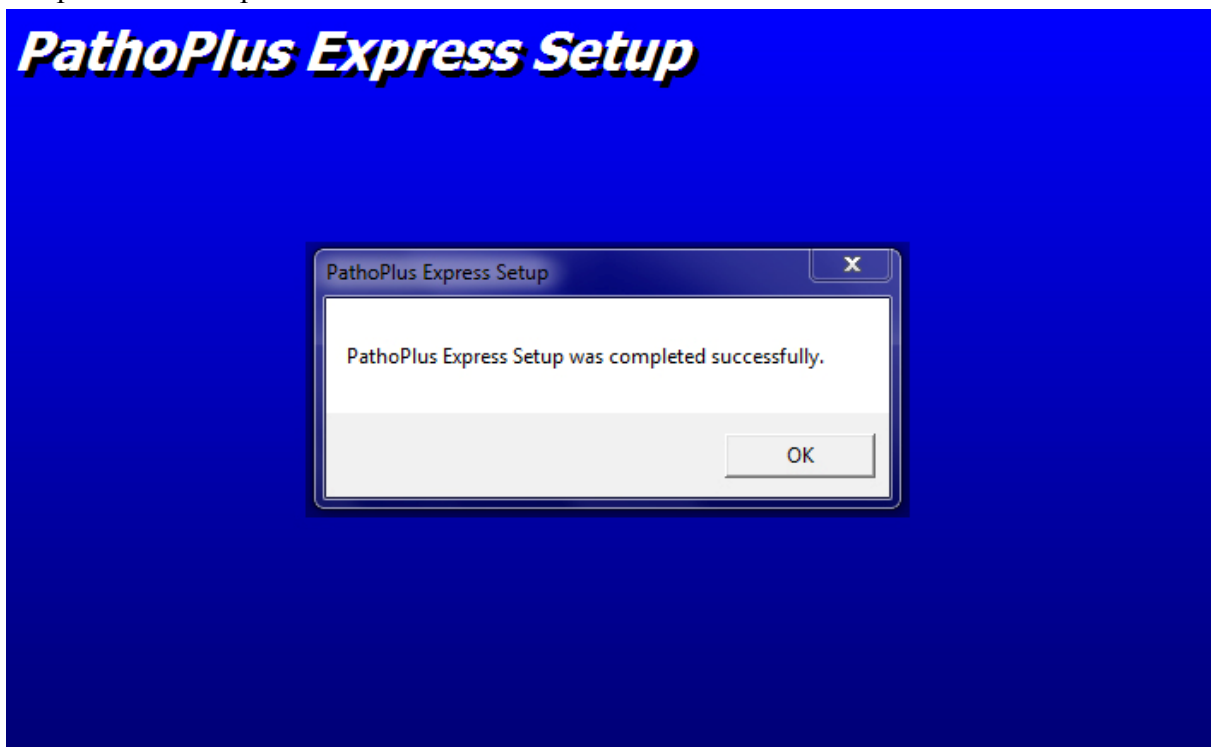 PathoPlus Express Setup
PathoPlus Express Setup
X
PathoPlus Express Setup was completed successfully.
OK